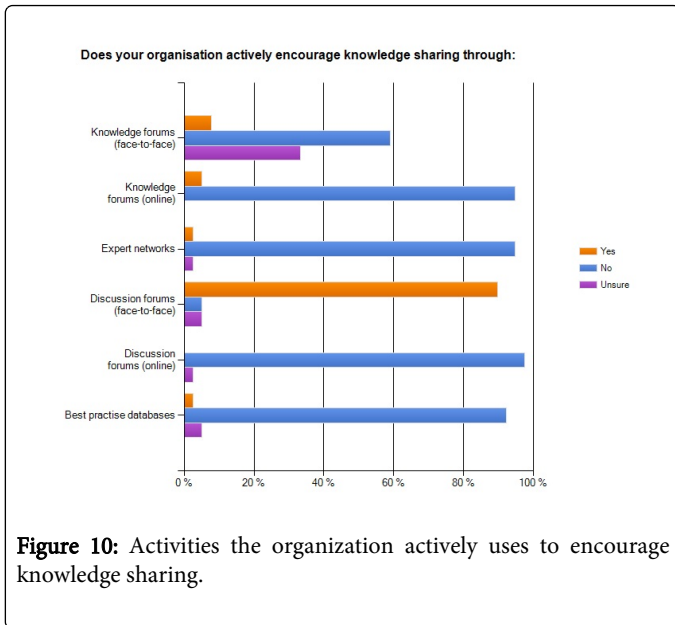 Does your organisation actively encourage knowledge sharing through:
Knowledge forums
(face-to-face)
Knowledge
forums (online)
Expert networks
Discussion forums
(face-to-face)
Discussion
forums (online)
Best practise databases
Yes
No
Unsure
0 %
20 %
40 %
60 %
80 %
100 %
Figure 10: Activities the organization actively uses to encourage
knowledge sharing.